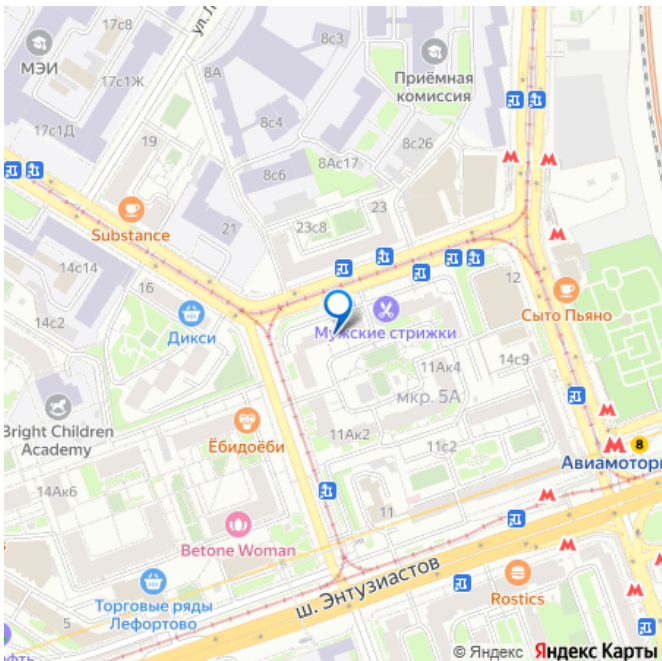 17с8
ул. Л
8с3
МЭИ
8А
Приёмная
комиссия
17с1Ж
17с1Д
19
8с4
8с26
8Ас17
8с6
Substance
21
23
23с8
14с14
16
12
Дикси
Мужские стрижки
Сыто Пьяно
14с2
11Ак4
14с9
мкр. 5А
Bright Children
Academy
Ёбидоёби
11Ак2
11с2
8
Авиамоторн
14Ак6
11
Betone Woman
ш. Энтузиастов
Торговые ряды
Лефортово
Rostics
5
фть
© Яндекс Яндекс Карты